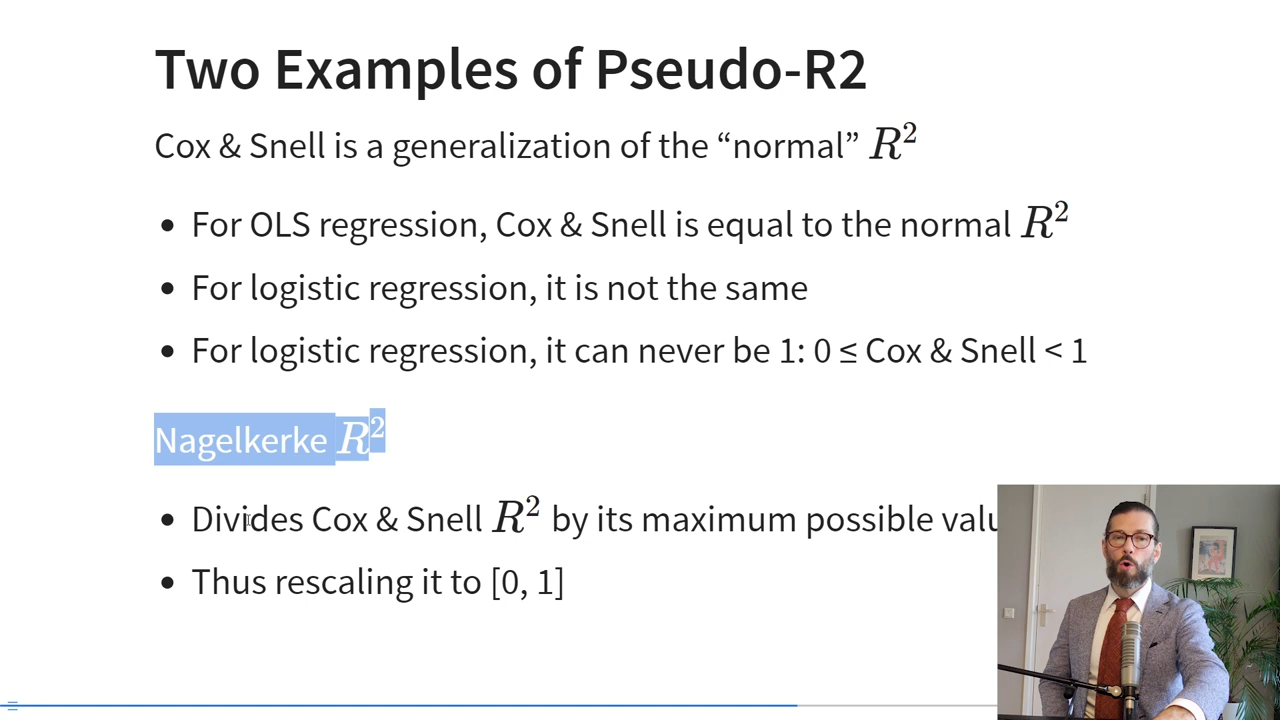 Two Examples of Pseudo-R2
Cox & Snell is a generalization of the “normal” R²
• For OLS regression, Cox & Snell is equal to the normal R²
• For logistic regression, it is not the same
• For logistic regression, it can never be 1: 0 ≤ Cox & Snell < 1
Nagelkerke R²
• Divides Cox & Snell R² by its maximum possible valu
• Thus rescaling it to [0, 1]